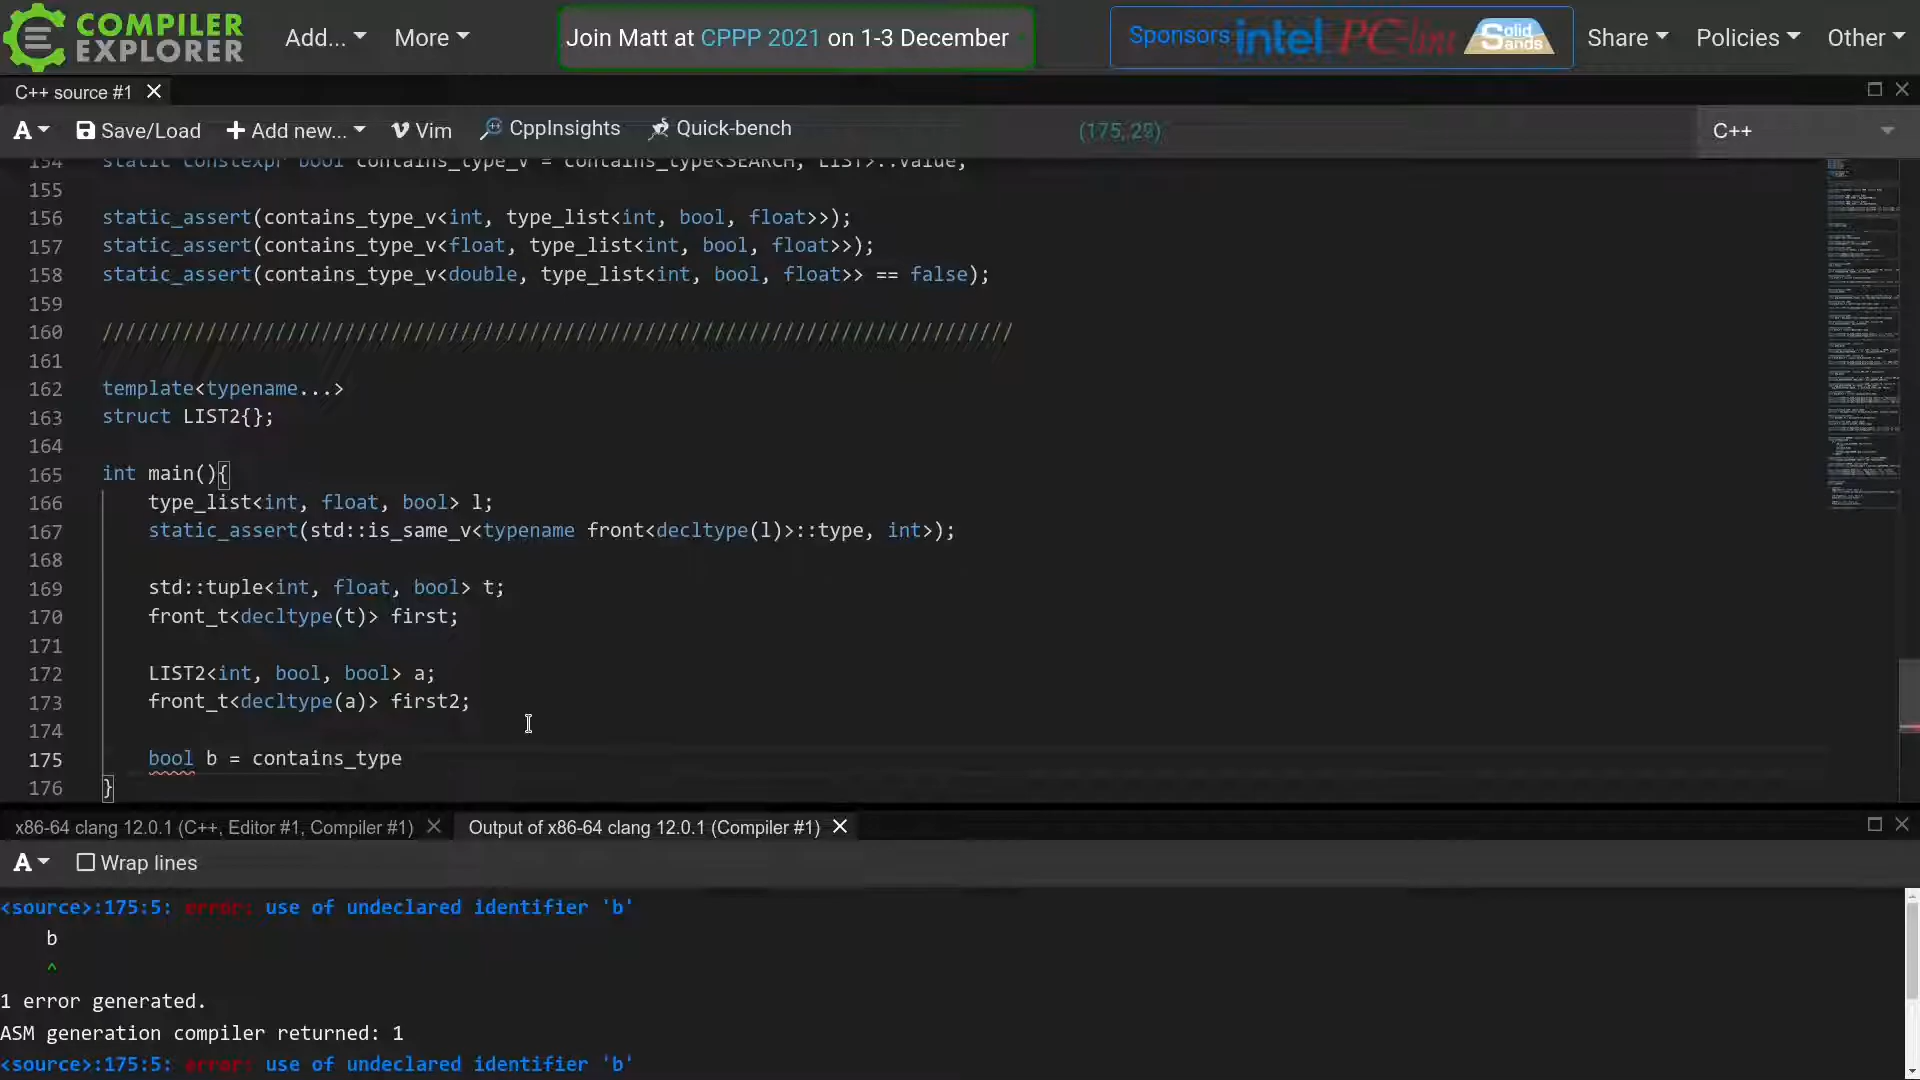 COMPILER
EXPLORER
Add...
More
Join Matt at CPPP 2021 on 1-3 December
Sponsors intel PC-lint Solid Sands
Share
Policies
Other
C++ source #1
A
Save/Load
+ Add new...
Vim
CppInsights
Quick-bench
(175, 29)
C++
154 static constexpr bool contains_type_v = contains_type<SEARCH, LIST>::value;
155
156 static_assert(contains_type_v<int, type_list<int, bool, float>>);
157 static_assert(contains_type_v<float, type_list<int, bool, float>>);
158 static_assert(contains_type_v<double, type_list<int, bool, float>> == false);
159
160 ///////////////////////////////////////////////////////////////////////////////
161
162 template<typename...>
163 struct LIST2{};
164
165 int main(){
166 type_list<int, float, bool> l;
167 static_assert(std::is_same_v<typename front<decltype(l)>::type, int>);
168
169 std::tuple<int, float, bool> t;
170 front_t<decltype(t)> first;
171
172 LIST2<int, bool, bool> a;
173 front_t<decltype(a)> first2;
174
175 bool b = contains_type
176 }
x86-64 clang 12.0.1 (C++, Editor #1, Compiler #1)
Output of x86-64 clang 12.0.1 (Compiler #1)
A
Wrap lines
<source>:175:5: error: use of undeclared identifier 'b'
b
^
1 error generated.
ASM generation compiler returned: 1
<source>:175:5: error: use of undeclared identifier 'b'